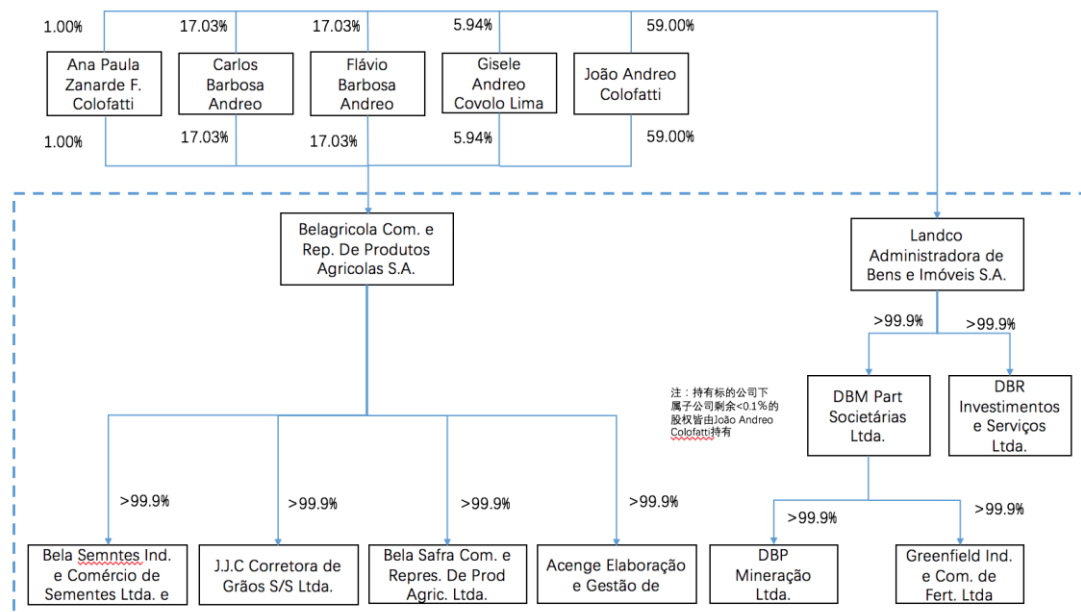 1.00%
17.03%
17.03%
5.94%
59.00%
Ana Paula
Zanarde F.
Colofatti
Carlos
Barbosa
Andreo
Flávio
Barbosa
Andreo
Gisele
Andreo
Covolo Lima
João Andreo
Colofatti
1.00%
17.03%
17.03%
5.94%
59.00%
Belagricola Com. e
Rep. De Produtos
Agricolas S.A.
Landco
Administradora de
Bens e Imóveis S.A.
>99.9%
>99.9%
注：持有标的公司下
属子公司剩余<0.1%的
股权皆由João Andreo
Colofatti持有
DBM Part
Societárias
Ltda.
DBR
Investimentos
e Serviços
Ltda.
>99.9%
>99.9%
>99.9%
>99.9%
>99.9%
>99.9%
Bela Semntes Ind.
e Comércio de
Sementes Ltda. e
J.J.C Corretora de
Grãos S/S Ltda.
Bela Safra Com. e
Repres. De Prod
Agric. Ltda.
Acenge Elaboração
e Gestão de
DBP
Mineração
Ltda.
Greenfield Ind.
e Com. de
Fert. Ltda